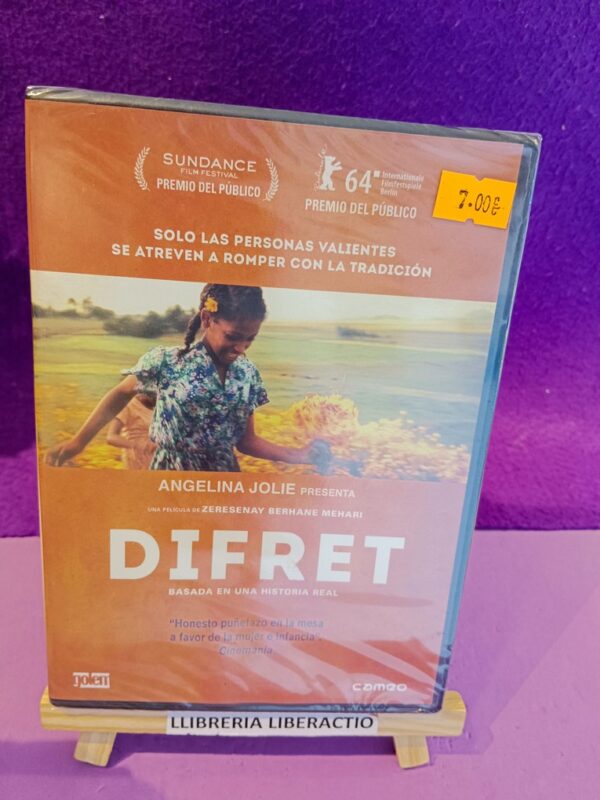 SUNDANCE
FILM FESTIVAL
PREMIO DEL PÚBLICO
64 Internationale
Filmfestspiele
Berlin
PREMIO DEL PÚBLICO
7.00€
SOLO LAS PERSONAS VALIENTES
SE ATREVEN A ROMPER CON LA TRADICIÓN
ANGELINA JOLIE PRESENTA
UNA PELÍCULA DE ZERESENAY BERHANE MEHARI
DIFRET
BASADA EN UNA HISTORIA REAL
"Honesto puñetazo en la mesa
a favor de la mujer e infancia".
Cinemanía
golem
cameo
LLIBRERIA LIBERACTIO